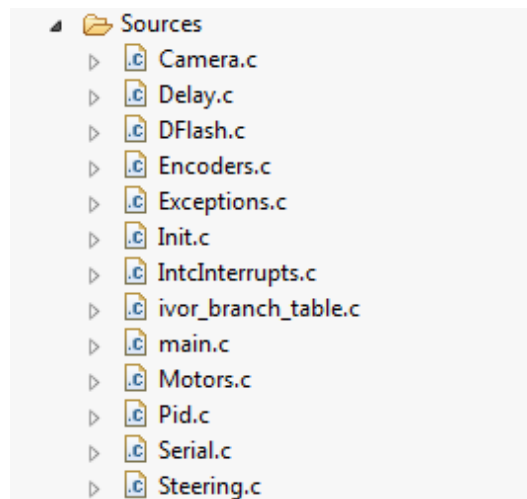 Sources
.c Camera.c
.c Delay.c
.c DFlash.c
.c Encoders.c
.c Exceptions.c
.c Init.c
.c IntcInterrupts.c
.c ivor_branch_table.c
.c main.c
.c Motors.c
.c Pid.c
.c Serial.c
.c Steering.c